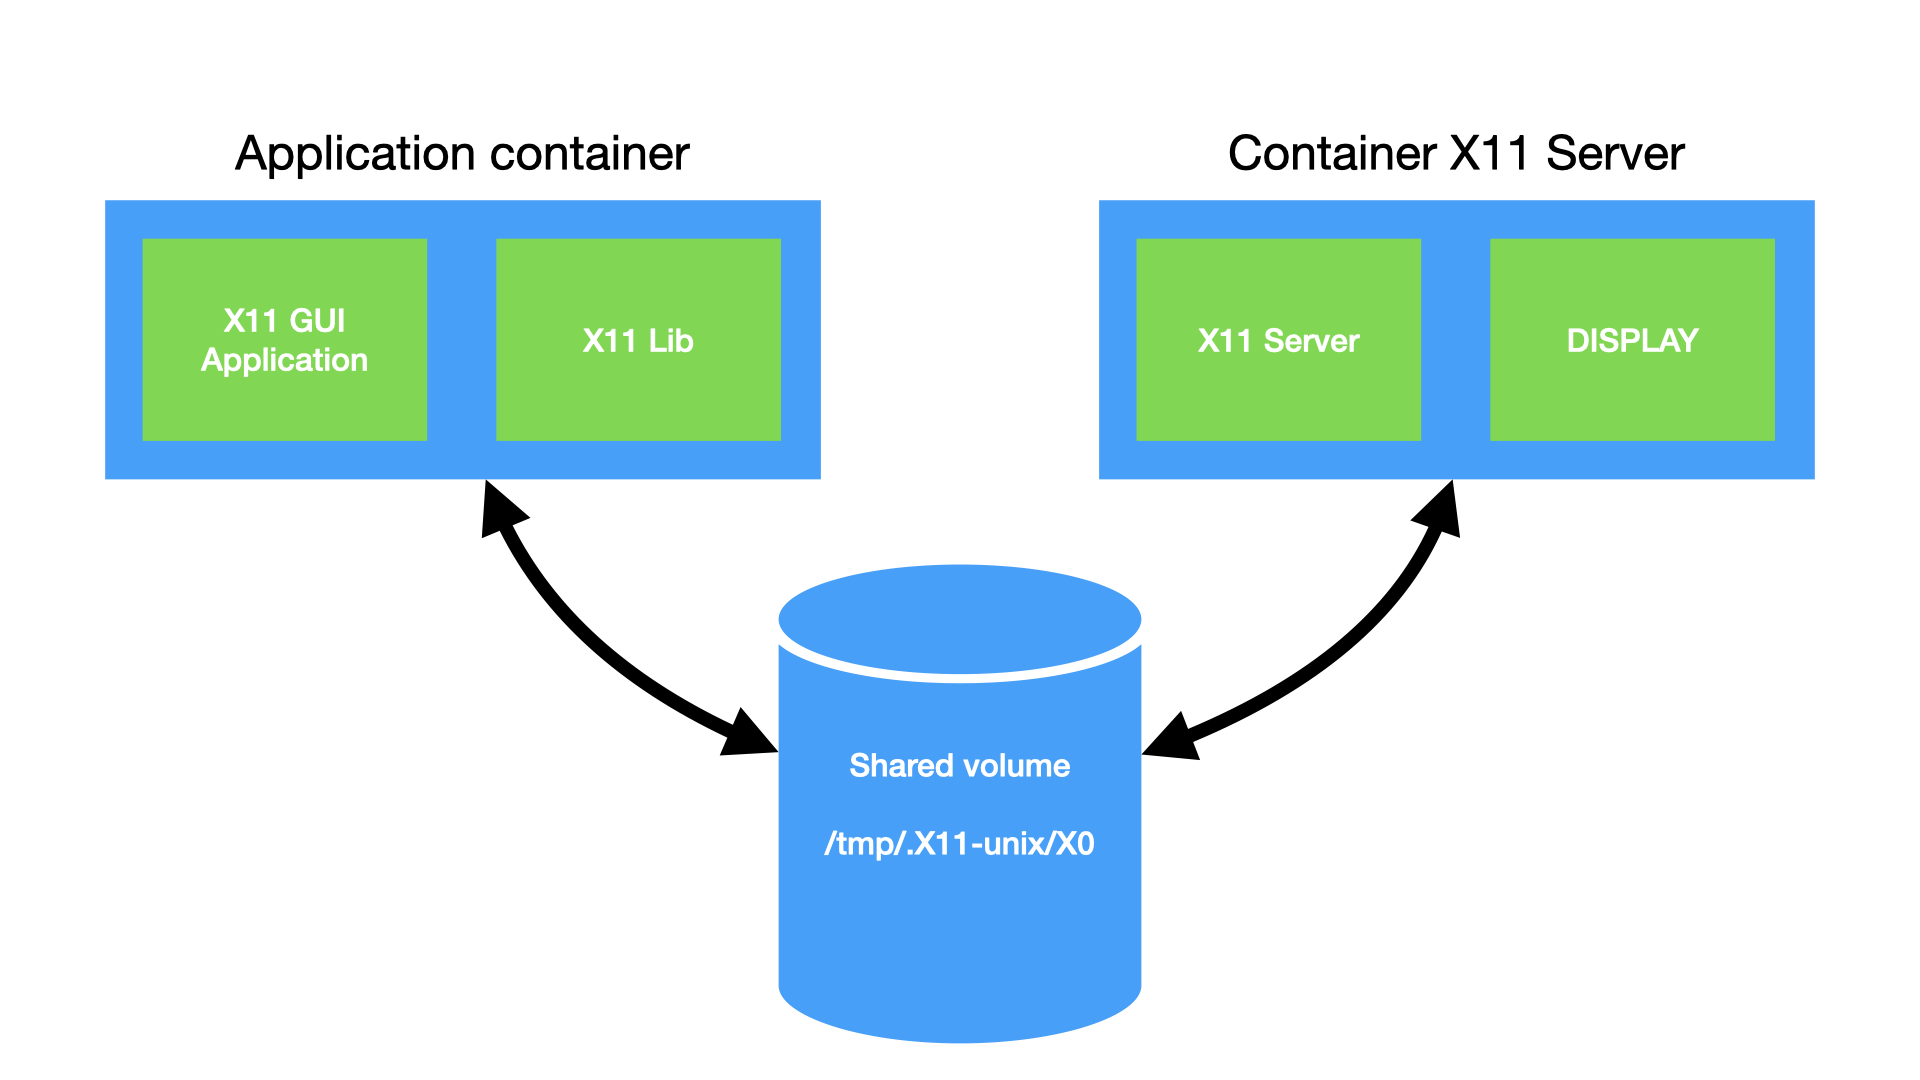 Application container
X11 GUI
Application
X11 Lib
Container X11 Server
X11 Server
DISPLAY
Shared volume
/tmp/.X11-unix/X0